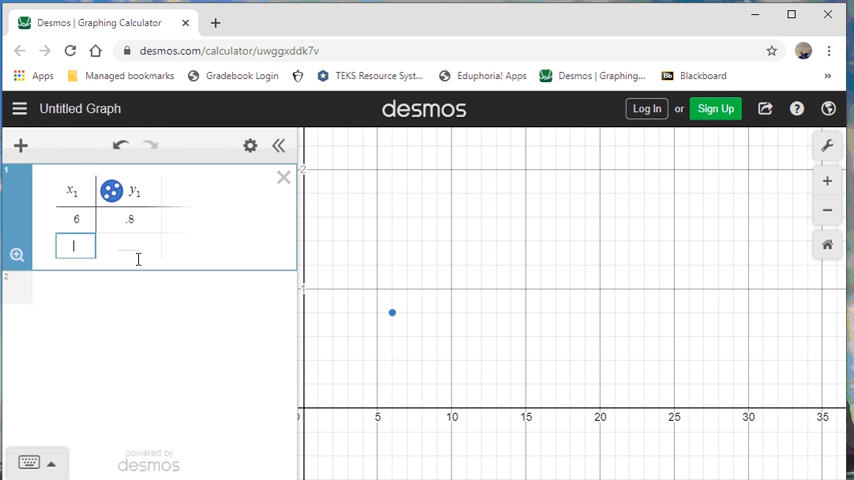 Desmos | Graphing Calculator
desmos.com/calculator/uwggxddk7v
Apps Managed bookmarks Gradebook Login TEKS Resource Syst... Eduphoria! Apps Desmos | Graphing... Bb Blackboard »
Untitled Graph desmos Log In or Sign Up
1
x1 y1
6 .8
2
powered by
desmos
2
1
0 5 10 15 20 25 30 35